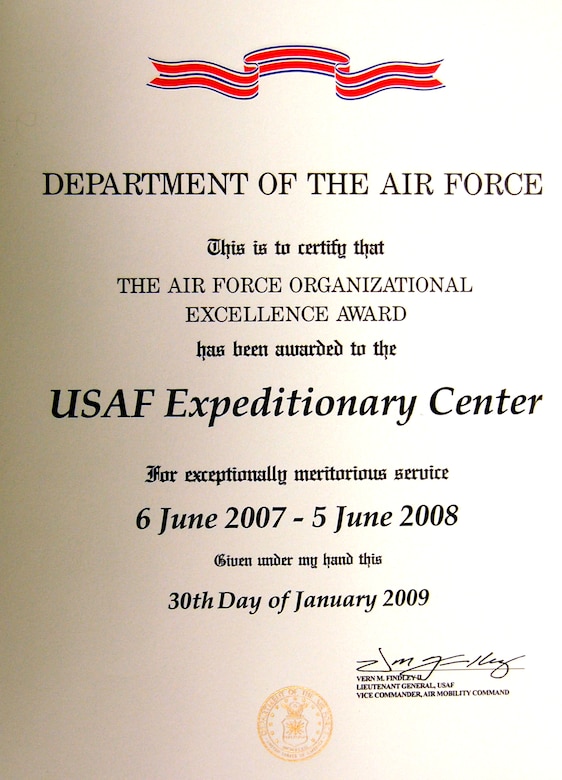 DEPARTMENT OF THE AIR FORCE
This is to certify that
THE AIR FORCE ORGANIZATIONAL
EXCELLENCE AWARD
has been awarded to the
USAF Expeditionary Center
For exceptionally meritorious service
6 June 2007 - 5 June 2008
Given under my hand this
30th Day of January 2009
VERN M. FINDLEY II
LIEUTENANT GENERAL, USAF
VICE COMMANDER, AIR MOBILITY COMMAND